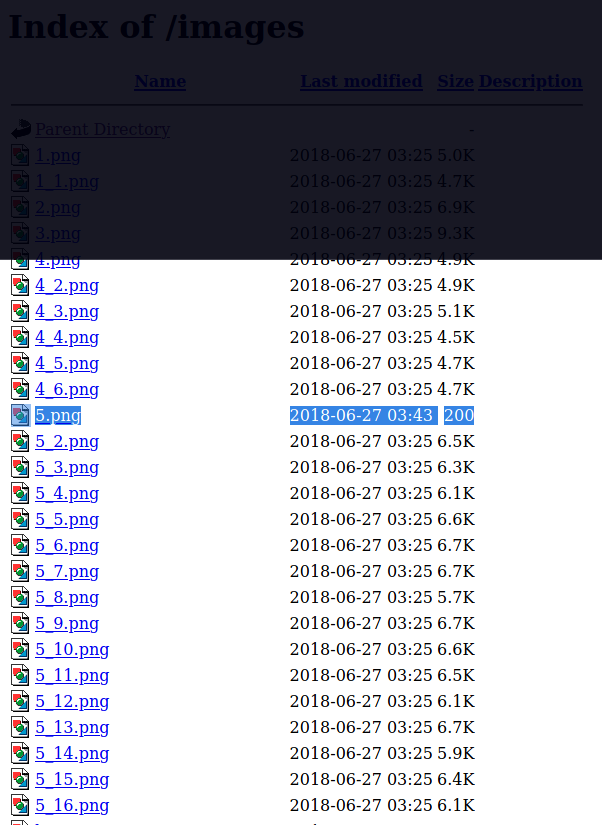 Index of /images
Name Last modified Size Description
Parent Directory -
1.png 2018-06-27 03:25 5.0K
1_1.png 2018-06-27 03:25 4.7K
2.png 2018-06-27 03:25 6.9K
3.png 2018-06-27 03:25 9.3K
4.png 2018-06-27 03:25 4.9K
4_2.png 2018-06-27 03:25 4.9K
4_3.png 2018-06-27 03:25 5.1K
4_4.png 2018-06-27 03:25 4.5K
4_5.png 2018-06-27 03:25 4.7K
4_6.png 2018-06-27 03:25 4.7K
5.png 2018-06-27 03:43 200
5_2.png 2018-06-27 03:25 6.5K
5_3.png 2018-06-27 03:25 6.3K
5_4.png 2018-06-27 03:25 6.1K
5_5.png 2018-06-27 03:25 6.6K
5_6.png 2018-06-27 03:25 6.7K
5_7.png 2018-06-27 03:25 6.7K
5_8.png 2018-06-27 03:25 5.7K
5_9.png 2018-06-27 03:25 6.7K
5_10.png 2018-06-27 03:25 6.6K
5_11.png 2018-06-27 03:25 6.5K
5_12.png 2018-06-27 03:25 6.1K
5_13.png 2018-06-27 03:25 6.7K
5_14.png 2018-06-27 03:25 5.9K
5_15.png 2018-06-27 03:25 6.4K
5_16.png 2018-06-27 03:25 6.1K